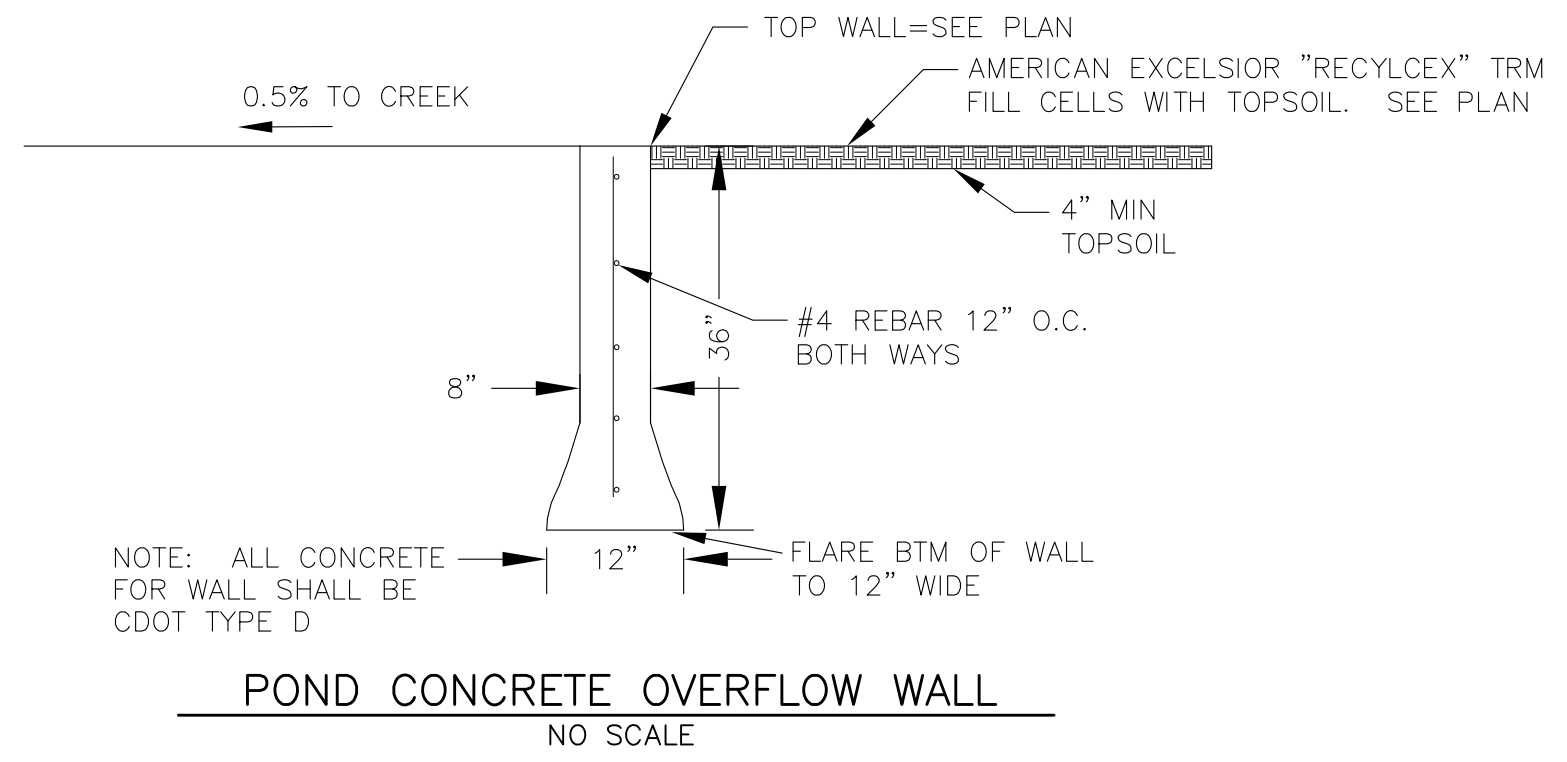 TOP WALL=SEE PLAN
AMERICAN EXCELSIOR "RECYLCEX" TRM
FILL CELLS WITH TOPSOIL. SEE PLAN
0.5% TO CREEK
4" MIN
TOPSOIL
#4 REBAR 12" O.C.
BOTH WAYS
36"
8"
NOTE: ALL CONCRETE
FOR WALL SHALL BE
CDOT TYPE D
12"
FLARE BTM OF WALL
TO 12" WIDE
POND CONCRETE OVERFLOW WALL
NO SCALE